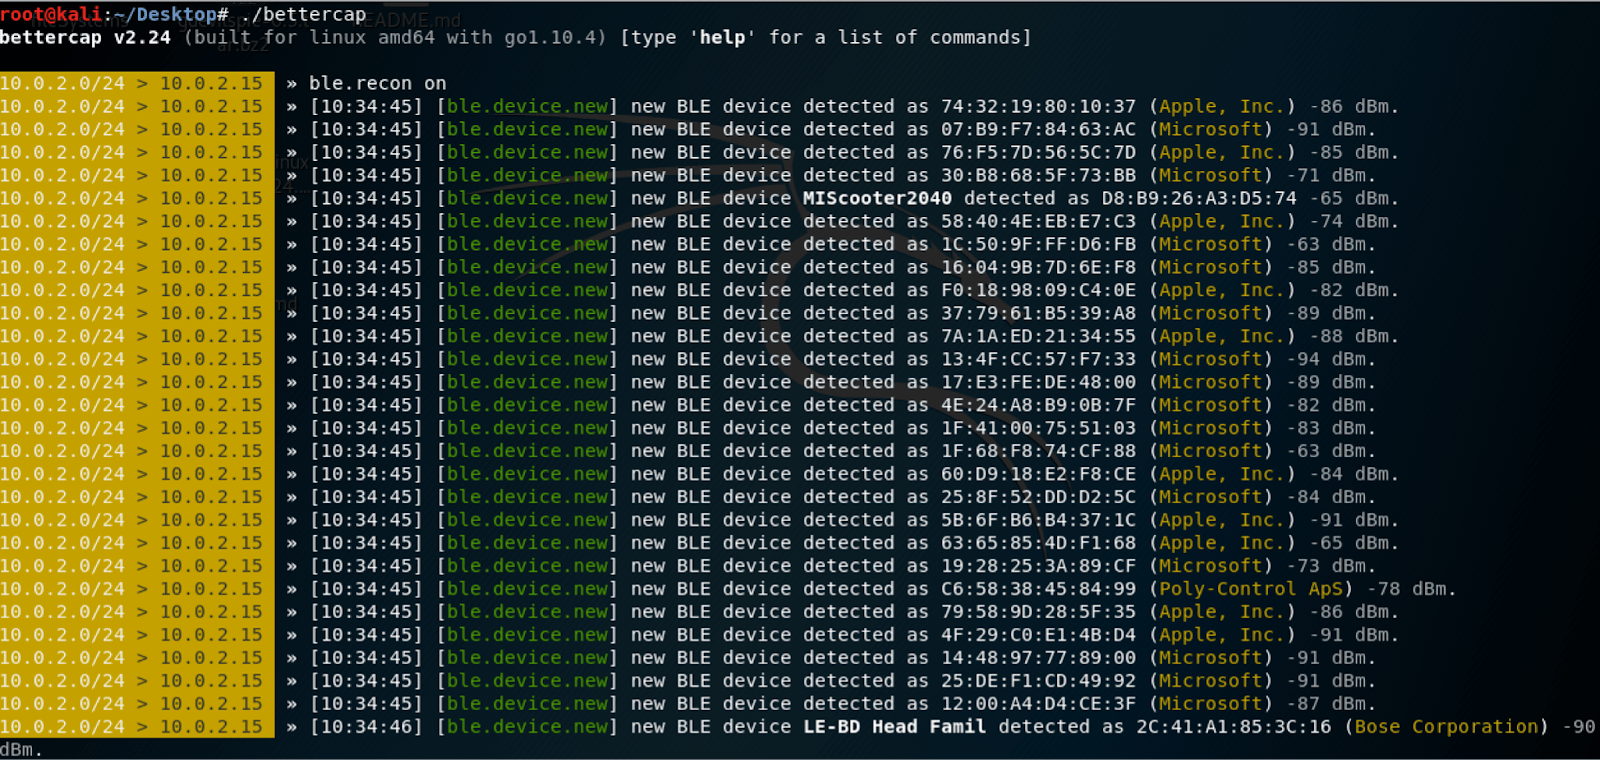 root@kali:~/Desktop# ./bettercap
bettercap v2.24 (built for linux amd64 with go1.10.4) [type 'help' for a list of commands]
10.0.2.0/24 > 10.0.2.15 » ble.recon on
10.0.2.0/24 > 10.0.2.15 » [10:34:45] [ble.device.new] new BLE device detected as 74:32:19:80:10:37 (Apple, Inc.) -86 dBm.
10.0.2.0/24 > 10.0.2.15 » [10:34:45] [ble.device.new] new BLE device detected as 07:B9:F7:84:63:AC (Microsoft) -91 dBm.
10.0.2.0/24 > 10.0.2.15 » [10:34:45] [ble.device.new] new BLE device detected as 76:F5:7D:56:5C:7D (Apple, Inc.) -85 dBm.
10.0.2.0/24 > 10.0.2.15 » [10:34:45] [ble.device.new] new BLE device detected as 30:B8:68:5F:73:BB (Microsoft) -71 dBm.
10.0.2.0/24 > 10.0.2.15 » [10:34:45] [ble.device.new] new BLE device MIScooter2040 detected as D8:B9:26:A3:D5:74 -65 dBm.
10.0.2.0/24 > 10.0.2.15 » [10:34:45] [ble.device.new] new BLE device detected as 58:40:4E:EB:E7:C3 (Apple, Inc.) -74 dBm.
10.0.2.0/24 > 10.0.2.15 » [10:34:45] [ble.device.new] new BLE device detected as 1C:50:9F:FF:D6:FB (Microsoft) -63 dBm.
10.0.2.0/24 > 10.0.2.15 » [10:34:45] [ble.device.new] new BLE device detected as 16:04:9B:7D:6E:F8 (Microsoft) -85 dBm.
10.0.2.0/24 > 10.0.2.15 » [10:34:45] [ble.device.new] new BLE device detected as F0:18:98:09:C4:0E (Apple, Inc.) -82 dBm.
10.0.2.0/24 > 10.0.2.15 » [10:34:45] [ble.device.new] new BLE device detected as 37:79:61:B5:39:A8 (Microsoft) -89 dBm.
10.0.2.0/24 > 10.0.2.15 » [10:34:45] [ble.device.new] new BLE device detected as 7A:1A:ED:21:34:55 (Apple, Inc.) -88 dBm.
10.0.2.0/24 > 10.0.2.15 » [10:34:45] [ble.device.new] new BLE device detected as 13:4F:CC:57:F7:33 (Microsoft) -94 dBm.
10.0.2.0/24 > 10.0.2.15 » [10:34:45] [ble.device.new] new BLE device detected as 17:E3:FE:DE:48:00 (Microsoft) -89 dBm.
10.0.2.0/24 > 10.0.2.15 » [10:34:45] [ble.device.new] new BLE device detected as 4E:24:A8:B9:0B:7F (Microsoft) -82 dBm.
10.0.2.0/24 > 10.0.2.15 » [10:34:45] [ble.device.new] new BLE device detected as 1F:41:00:75:51:03 (Microsoft) -83 dBm.
10.0.2.0/24 > 10.0.2.15 » [10:34:45] [ble.device.new] new BLE device detected as 1F:68:F8:74:CF:88 (Microsoft) -63 dBm.
10.0.2.0/24 > 10.0.2.15 » [10:34:45] [ble.device.new] new BLE device detected as 60:D9:18:E2:F8:CE (Apple, Inc.) -84 dBm.
10.0.2.0/24 > 10.0.2.15 » [10:34:45] [ble.device.new] new BLE device detected as 25:8F:52:DD:D2:5C (Microsoft) -84 dBm.
10.0.2.0/24 > 10.0.2.15 » [10:34:45] [ble.device.new] new BLE device detected as 5B:6F:B6:B4:37:1C (Apple, Inc.) -91 dBm.
10.0.2.0/24 > 10.0.2.15 » [10:34:45] [ble.device.new] new BLE device detected as 63:65:85:4D:F1:68 (Apple, Inc.) -65 dBm.
10.0.2.0/24 > 10.0.2.15 » [10:34:45] [ble.device.new] new BLE device detected as 19:28:25:3A:89:CF (Microsoft) -73 dBm.
10.0.2.0/24 > 10.0.2.15 » [10:34:45] [ble.device.new] new BLE device detected as C6:58:38:45:84:99 (Poly-Control ApS) -78 dBm.
10.0.2.0/24 > 10.0.2.15 » [10:34:45] [ble.device.new] new BLE device detected as 79:58:9D:28:5F:35 (Apple, Inc.) -86 dBm.
10.0.2.0/24 > 10.0.2.15 » [10:34:45] [ble.device.new] new BLE device detected as 4F:29:C0:E1:4B:D4 (Apple, Inc.) -91 dBm.
10.0.2.0/24 > 10.0.2.15 » [10:34:45] [ble.device.new] new BLE device detected as 14:48:97:77:89:00 (Microsoft) -91 dBm.
10.0.2.0/24 > 10.0.2.15 » [10:34:45] [ble.device.new] new BLE device detected as 25:DE:F1:CD:49:92 (Microsoft) -91 dBm.
10.0.2.0/24 > 10.0.2.15 » [10:34:45] [ble.device.new] new BLE device detected as 12:00:A4:D4:CE:3F (Microsoft) -87 dBm.
10.0.2.0/24 > 10.0.2.15 » [10:34:46] [ble.device.new] new BLE device LE-BD Head Famil detected as 2C:41:A1:85:3C:16 (Bose Corporation) -90
dBm.